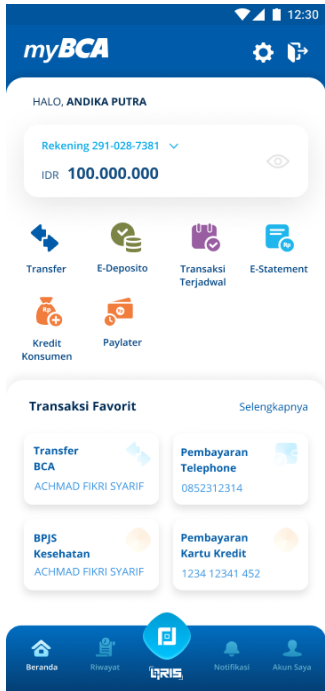 12:30
myBCA
HALO, ANDIKA PUTRA
Rekening 291-028-7381
IDR 100.000.000
Transfer
E-Deposito
Transaksi
Terjadwal
E-Statement
Kredit
Konsumen
Paylater
Transaksi Favorit
Selengkapnya
Transfer
BCA
ACHMAD FIKRI SYARIF
Pembayaran
Telephone
0852312314
BPJS
Kesehatan
ACHMAD FIKRI SYARIF
Pembayaran
Kartu Kredit
1234 12341 452
Beranda
Riwayat
QRIS
Notifikasi
Akun Saya